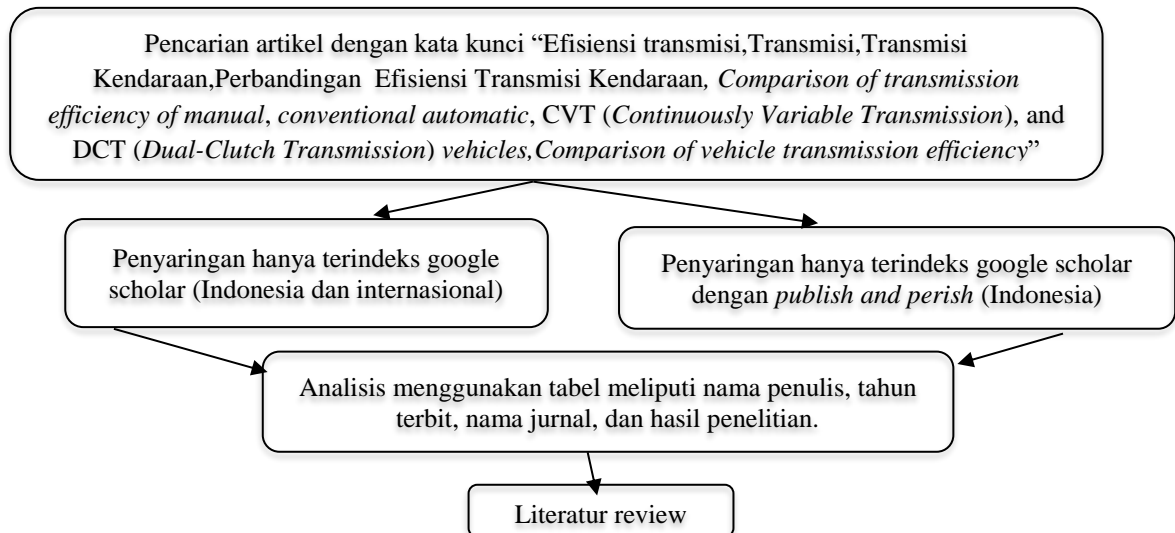 Pencarian artikel dengan kata kunci “Efisiensi transmisi,Transmisi,Transmisi
Kendaraan,Perbandingan Efisiensi Transmisi Kendaraan, Comparison of transmission
efficiency of manual, conventional automatic, CVT (Continuously Variable Transmission), and
DCT (Dual-Clutch Transmission) vehicles,Comparison of vehicle transmission efficiency”
Penyaringan hanya terindeks google
scholar (Indonesia dan internasional)
Penyaringan hanya terindeks google scholar
dengan publish and perish (Indonesia)
Analisis menggunakan tabel meliputi nama penulis, tahun
terbit, nama jurnal, dan hasil penelitian.
Literatur review